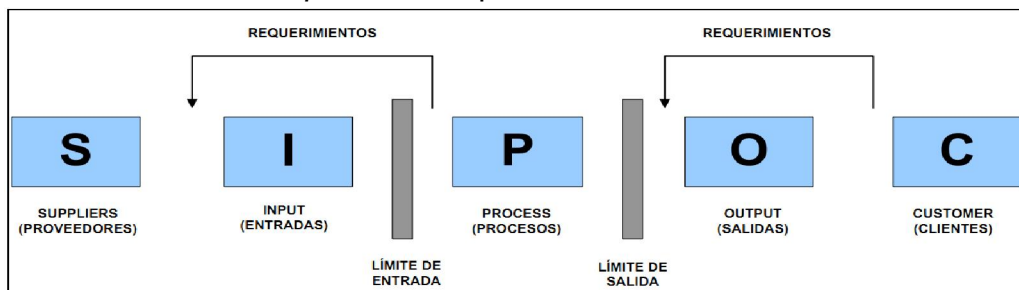 REQUERIMIENTOS
REQUERIMIENTOS
S
I
P
O
C
SUPPLIERS
(PROVEEDORES)
INPUT
(ENTRADAS)
PROCESS
(PROCESOS)
OUTPUT
(SALIDAS)
CUSTOMER
(CLIENTES)
LÍMITE DE
ENTRADA
LÍMITE DE
SALIDA